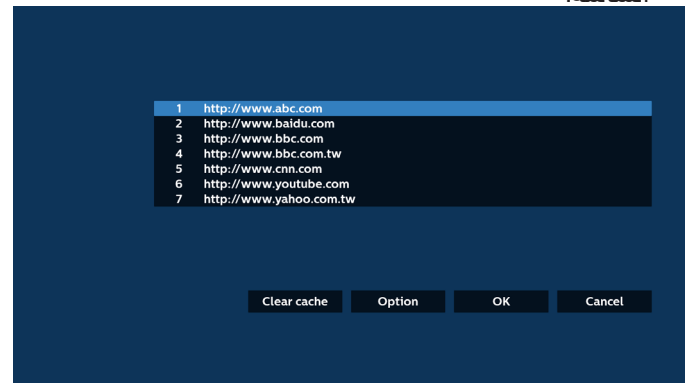 1 http://www.abc.com
2 http://www.baidu.com
3 http://www.bbc.com
4 http://www.bbc.com.tw
5 http://www.cnn.com
6 http://www.youtube.com
7 http://www.yahoo.com.tw
Clear cache Option OK Cancel